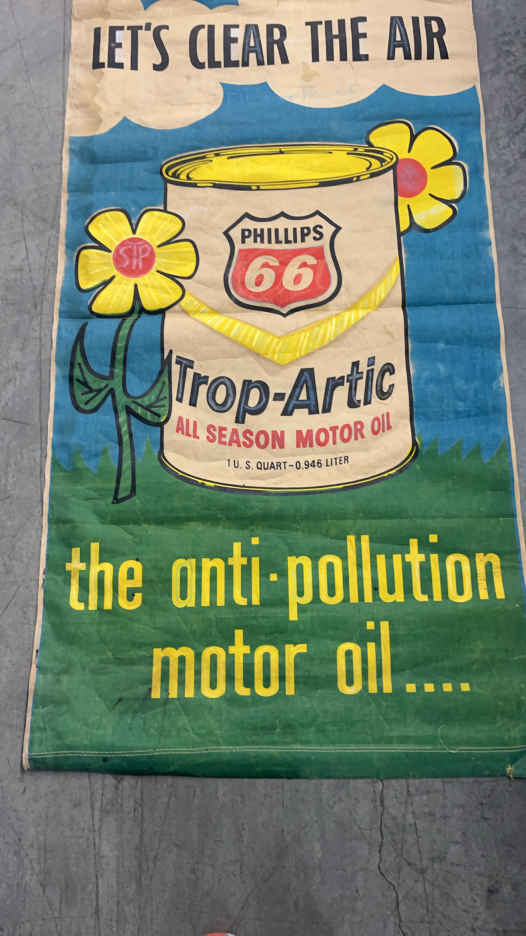 LET'S CLEAR THE AIR
PHILLIPS
66
STP
Trop-Artic
ALL SEASON MOTOR OIL
1 U. S. QUART-0.946 LITER
the anti-pollution
motor oil....